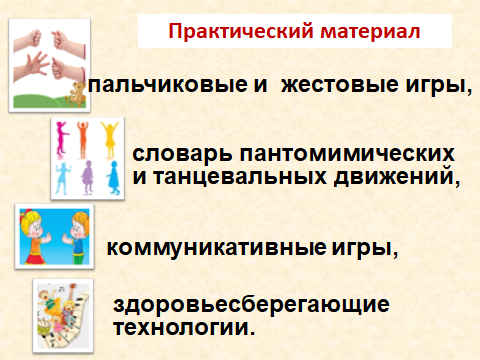 Практический материал
пальчиковые и жестовые игры,
словарь пантомимических
и танцевальных движений,
коммуникативные игры,
здоровьесберегающие
технологии.